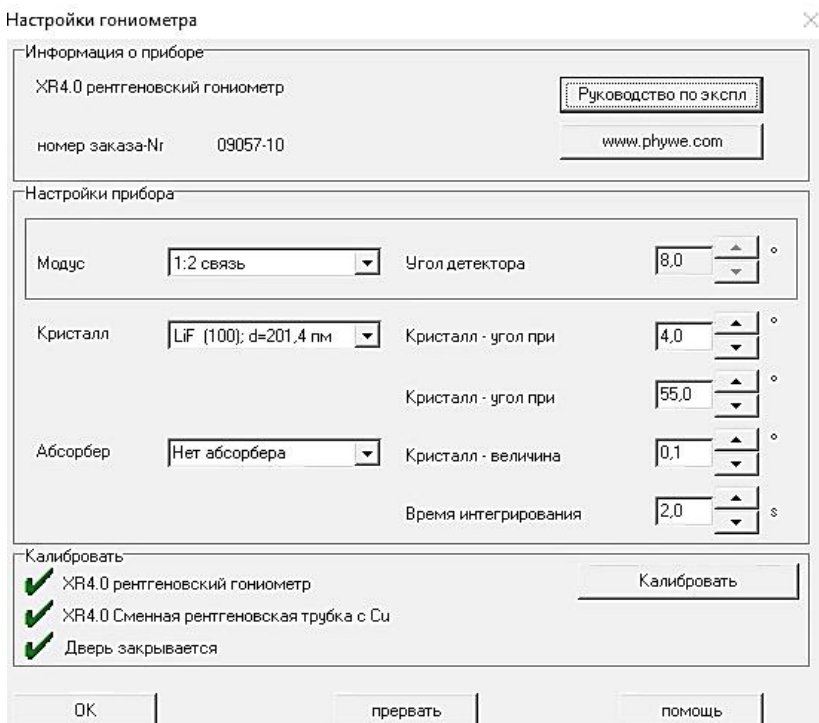 Настройки гониометра
Информация о приборе
XR4.0 рентгеновский гониометр
Руководство по экспл
номер заказа-Nr 09057-10
www.phywe.com
Настройки прибора
Модус 1:2 связь Угол детектора 8,0 °
Кристалл LiF (100); d=201,4 пм Кристалл - угол при 4,0 °
Кристалл - угол при 55,0 °
Абсорбер Нет абсорбера Кристалл - величина 0,1 °
Время интегрирования 2,0 s
Калибровать
XR4.0 рентгеновский гониометр Калибровать
XR4.0 Сменная рентгеновская трубка с Cu
Дверь закрывается
OK прервать помощь